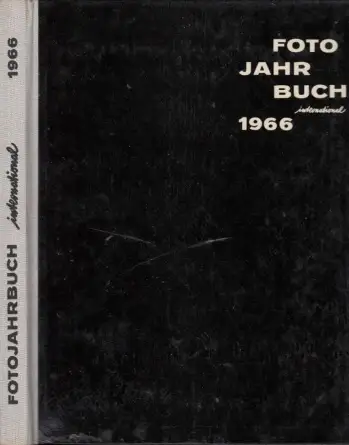 FOTO
JAHR
BUCH
international
1966
FOTOJAHRBUCH international 1966